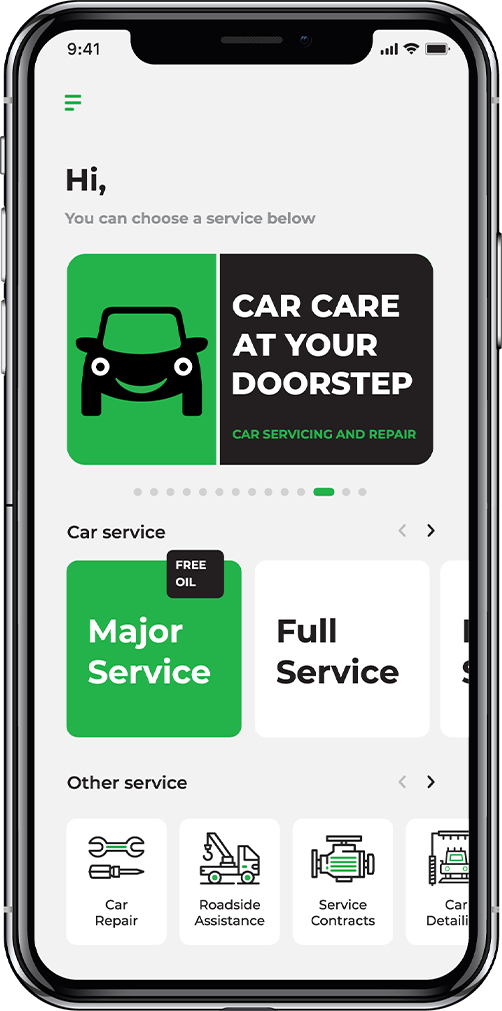 9:41
Hi,
You can choose a service below
CAR CARE
AT YOUR
DOORSTEP
CAR SERVICING AND REPAIR
Car service
FREE
OIL
Major
Service
Full
Service
Other service
Car
Repair
Roadside
Assistance
Service
Contracts
Car
Detaili